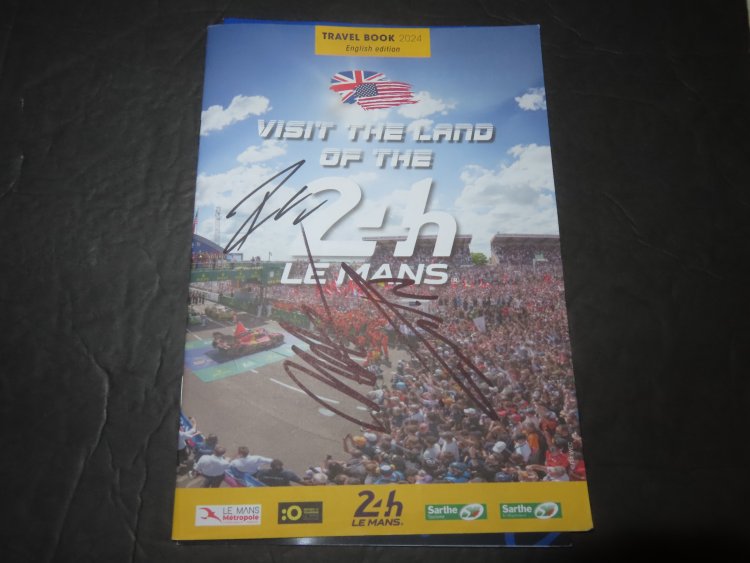 TRAVEL BOOK 2024
English edition
VISIT THE LAND
OF THE
24h
LE MANS®
LE MANS
Métropole
24h
LE MANS®
Sarthe
Sarthe